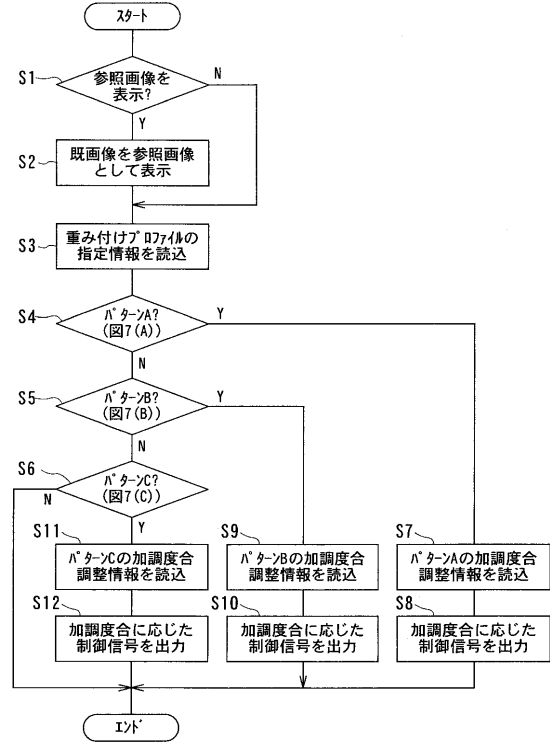 ｽﾀｰﾄ
S1
参照画像を
表示?
N
Y
S2
既画像を参照画像
として表示
S3
重み付けﾌﾟﾛﾌｧｲﾙの
指定情報を読込
S4
ﾊﾟﾀｰﾝA?
(図7(A))
Y
N
S5
ﾊﾟﾀｰﾝB?
(図7(B))
Y
N
S6
ﾊﾟﾀｰﾝC?
(図7(C))
N
Y
S11
ﾊﾟﾀｰﾝCの加調度合
調整情報を読込
S9
ﾊﾟﾀｰﾝBの加調度合
調整情報を読込
S7
ﾊﾟﾀｰﾝAの加調度合
調整情報を読込
S12
加調度合に応じた
制御信号を出力
S10
加調度合に応じた
制御信号を出力
S8
加調度合に応じた
制御信号を出力
ｴﾝﾄﾞ